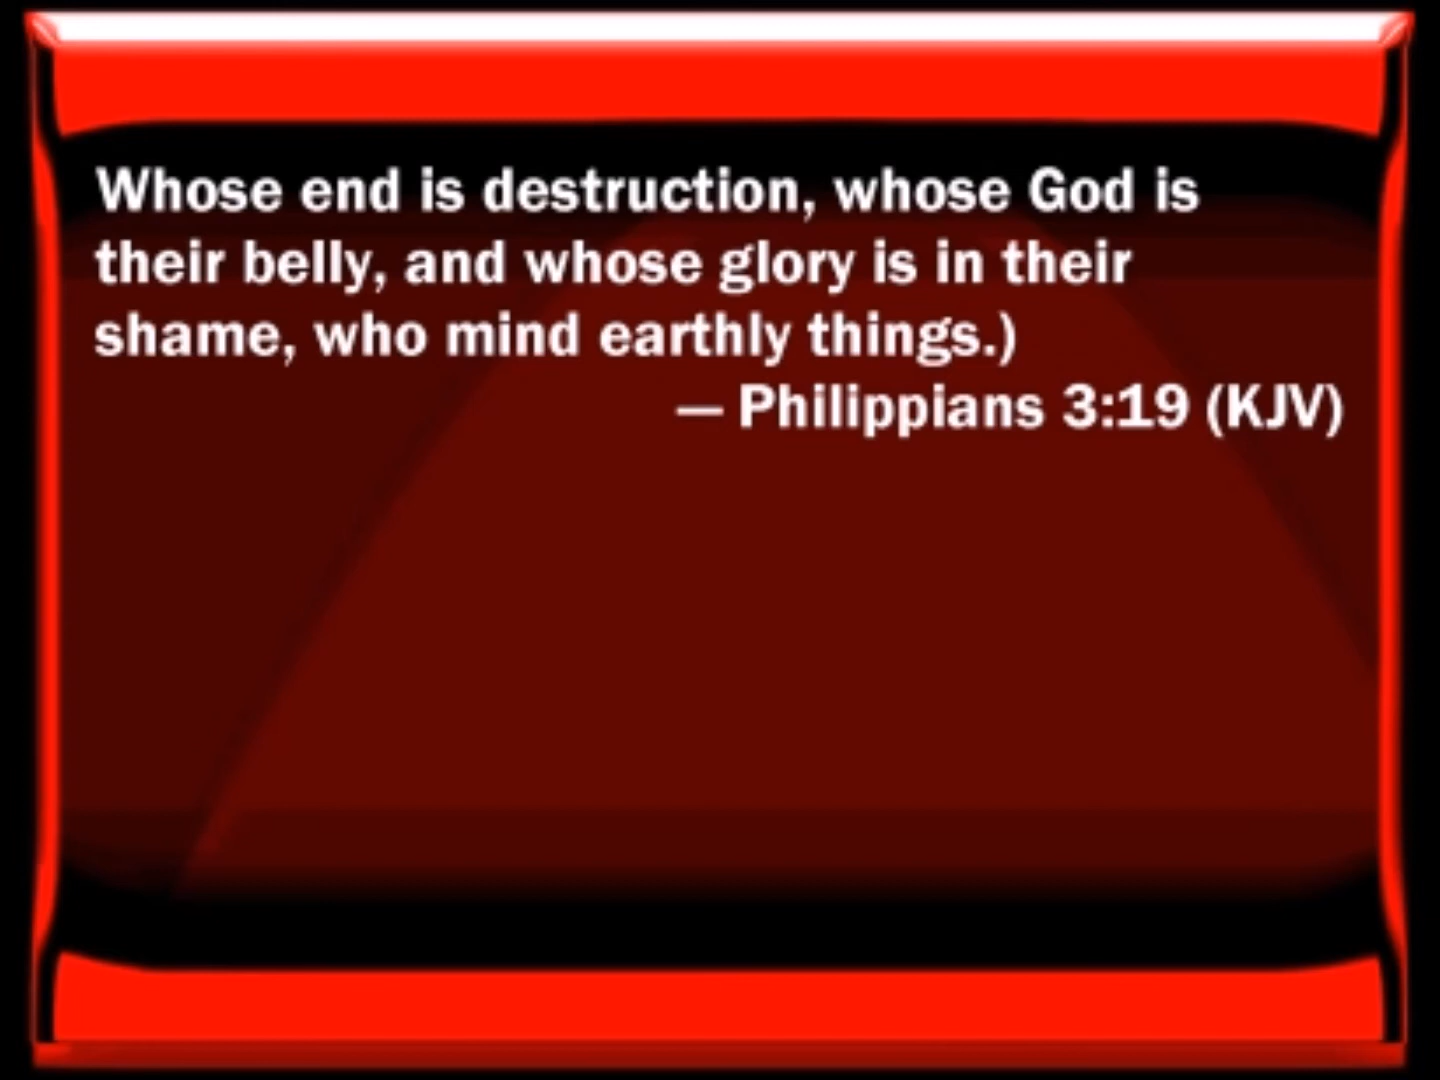 Whose end is destruction, whose God is
their belly, and whose glory is in their
shame, who mind earthly things.)
— Philippians 3:19 (KJV)